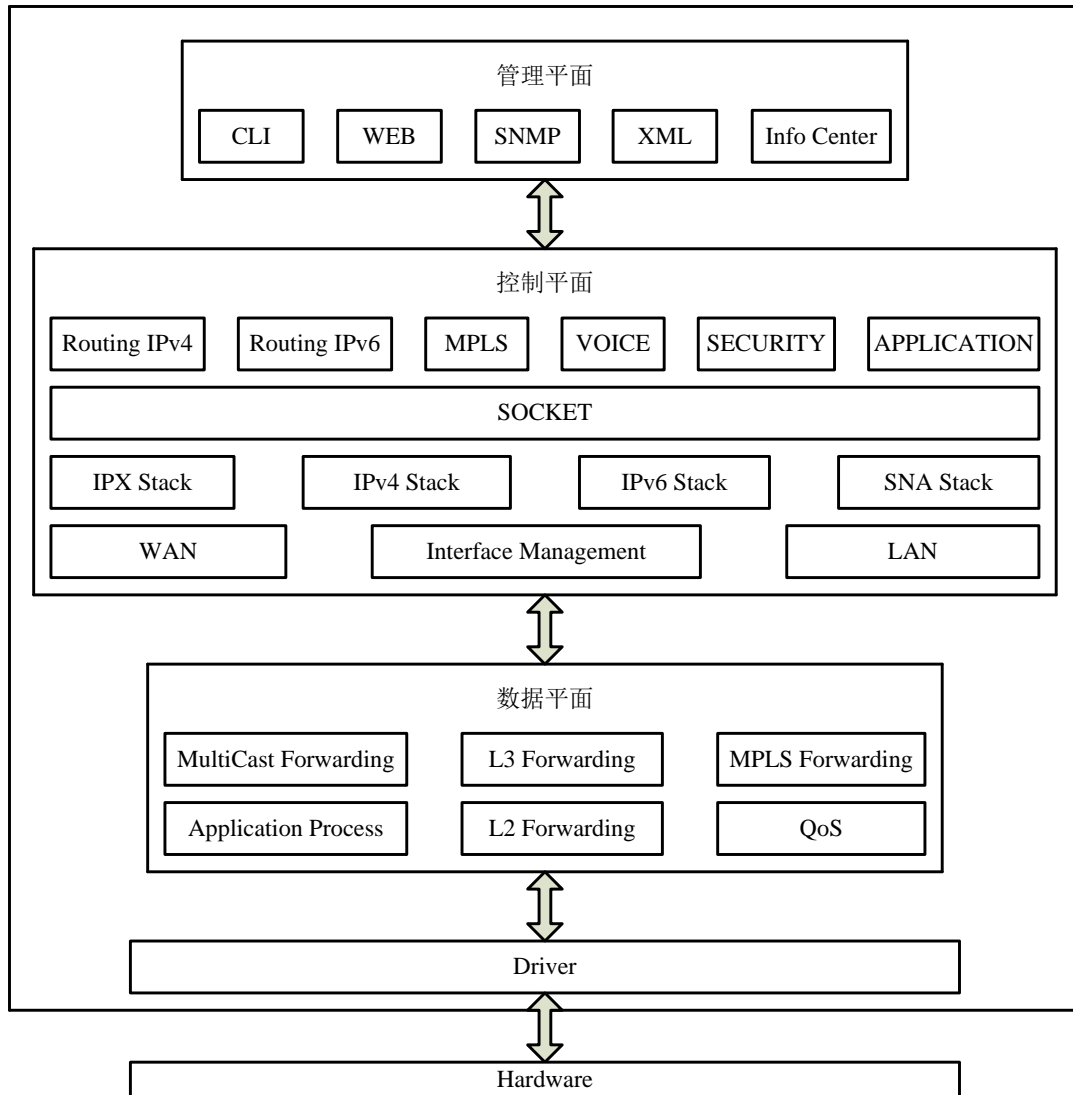 管理平面
CLI
WEB
SNMP
XML
Info Center
控制平面
Routing IPv4
Routing IPv6
MPLS
VOICE
SECURITY
APPLICATION
SOCKET
IPX Stack
IPv4 Stack
IPv6 Stack
SNA Stack
WAN
Interface Management
LAN
数据平面
MultiCast Forwarding
L3 Forwarding
MPLS Forwarding
Application Process
L2 Forwarding
QoS
Driver
Hardware